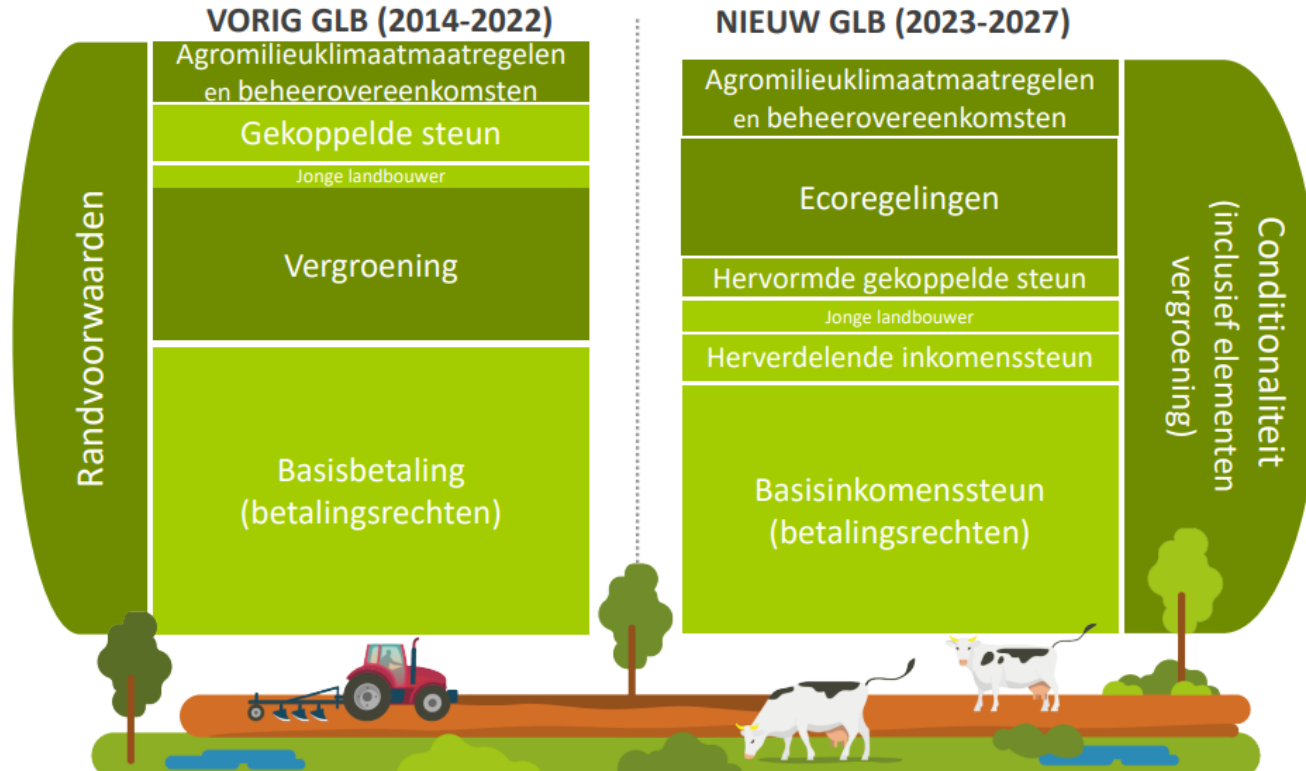 VORIG GLB (2014-2022)
Randvoorwaarden
Agromilieuklimaatmaatregelen
en beheerovereenkomsten
Gekoppelde steun
Jonge landbouwer
Vergroening
Basisbetaling
(betalingsrechten)
NIEUW GLB (2023-2027)
Agromilieuklimaatmaatregelen
en beheerovereenkomsten
Ecoregelingen
Hervormde gekoppelde steun
Jonge landbouwer
Herverdelende inkomenssteun
Basisinkomenssteun
(betalingsrechten)
Conditionaliteit
(inclusief elementen
vergroening)